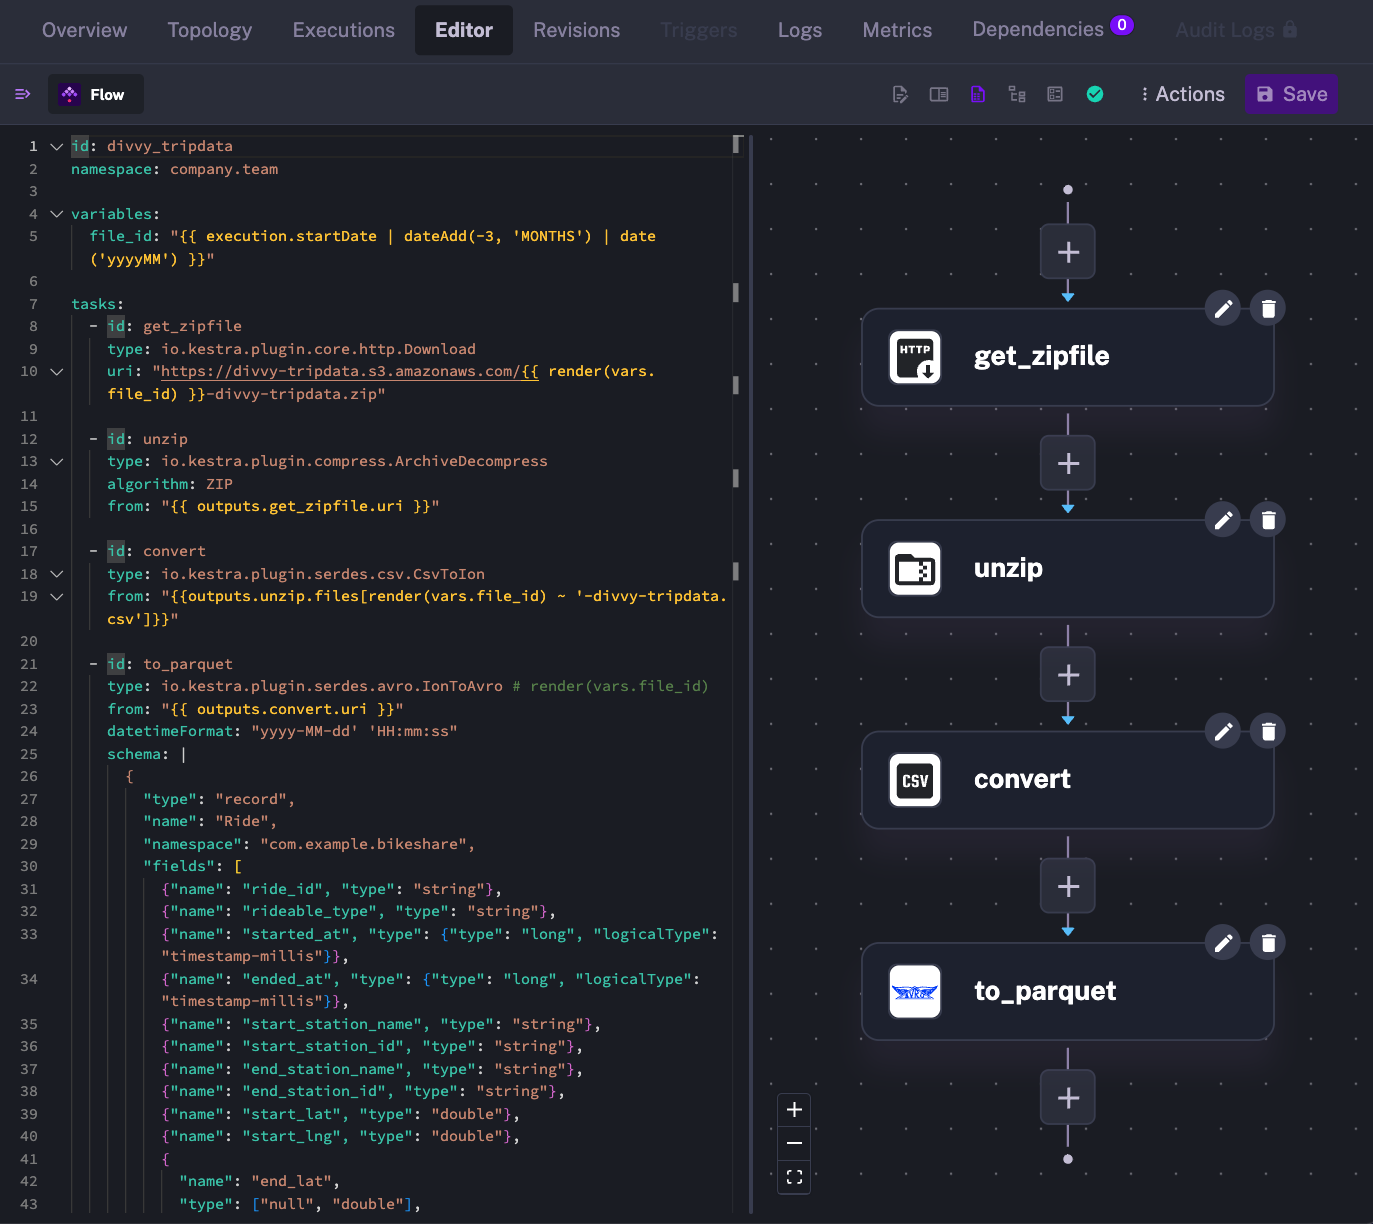 Overview Topology Executions Editor Revisions Triggers Logs Metrics Dependencies 0 Audit Logs
Flow Actions Save
1 id: divvy_tripdata
2 namespace: company.team
3
4 variables:
5 file_id: "{{ execution.startDate | dateAdd(-3, 'MONTHS') | date
('yyyyMM') }}"
6
7 tasks:
8 - id: get_zipfile
9 type: io.kestra.plugin.core.http.Download
10 uri: "https://divvy-tripdata.s3.amazonaws.com/{{ render(vars.
file_id) }}-divvy-tripdata.zip"
11
12 - id: unzip
13 type: io.kestra.plugin.compress.ArchiveDecompress
14 algorithm: ZIP
15 from: "{{ outputs.get_zipfile.uri }}"
16
17 - id: convert
18 type: io.kestra.plugin.serdes.csv.CsvToIon
19 from: "{{outputs.unzip.files[render(vars.file_id) ~ '-divvy-tripdata.
csv']}}"
20
21 - id: to_parquet
22 type: io.kestra.plugin.serdes.avro.IonToAvro # render(vars.file_id)
23 from: "{{ outputs.convert.uri }}"
24 datetimeFormat: "yyyy-MM-dd' 'HH:mm:ss"
25 schema: |
26 {
27 "type": "record",
28 "name": "Ride",
29 "namespace": "com.example.bikeshare",
30 "fields": [
31 {"name": "ride_id", "type": "string"},
32 {"name": "rideable_type", "type": "string"},
33 {"name": "started_at", "type": {"type": "long", "logicalType":
"timestamp-millis"}},
34 {"name": "ended_at", "type": {"type": "long", "logicalType":
"timestamp-millis"}},
35 {"name": "start_station_name", "type": "string"},
36 {"name": "start_station_id", "type": "string"},
37 {"name": "end_station_name", "type": "string"},
38 {"name": "end_station_id", "type": "string"},
39 {"name": "start_lat", "type": "double"},
40 {"name": "start_lng", "type": "double"},
41 {
42 "name": "end_lat",
43 "type": ["null", "double"],
HTTP get_zipfile
unzip
CSV convert
AVRO to_parquet